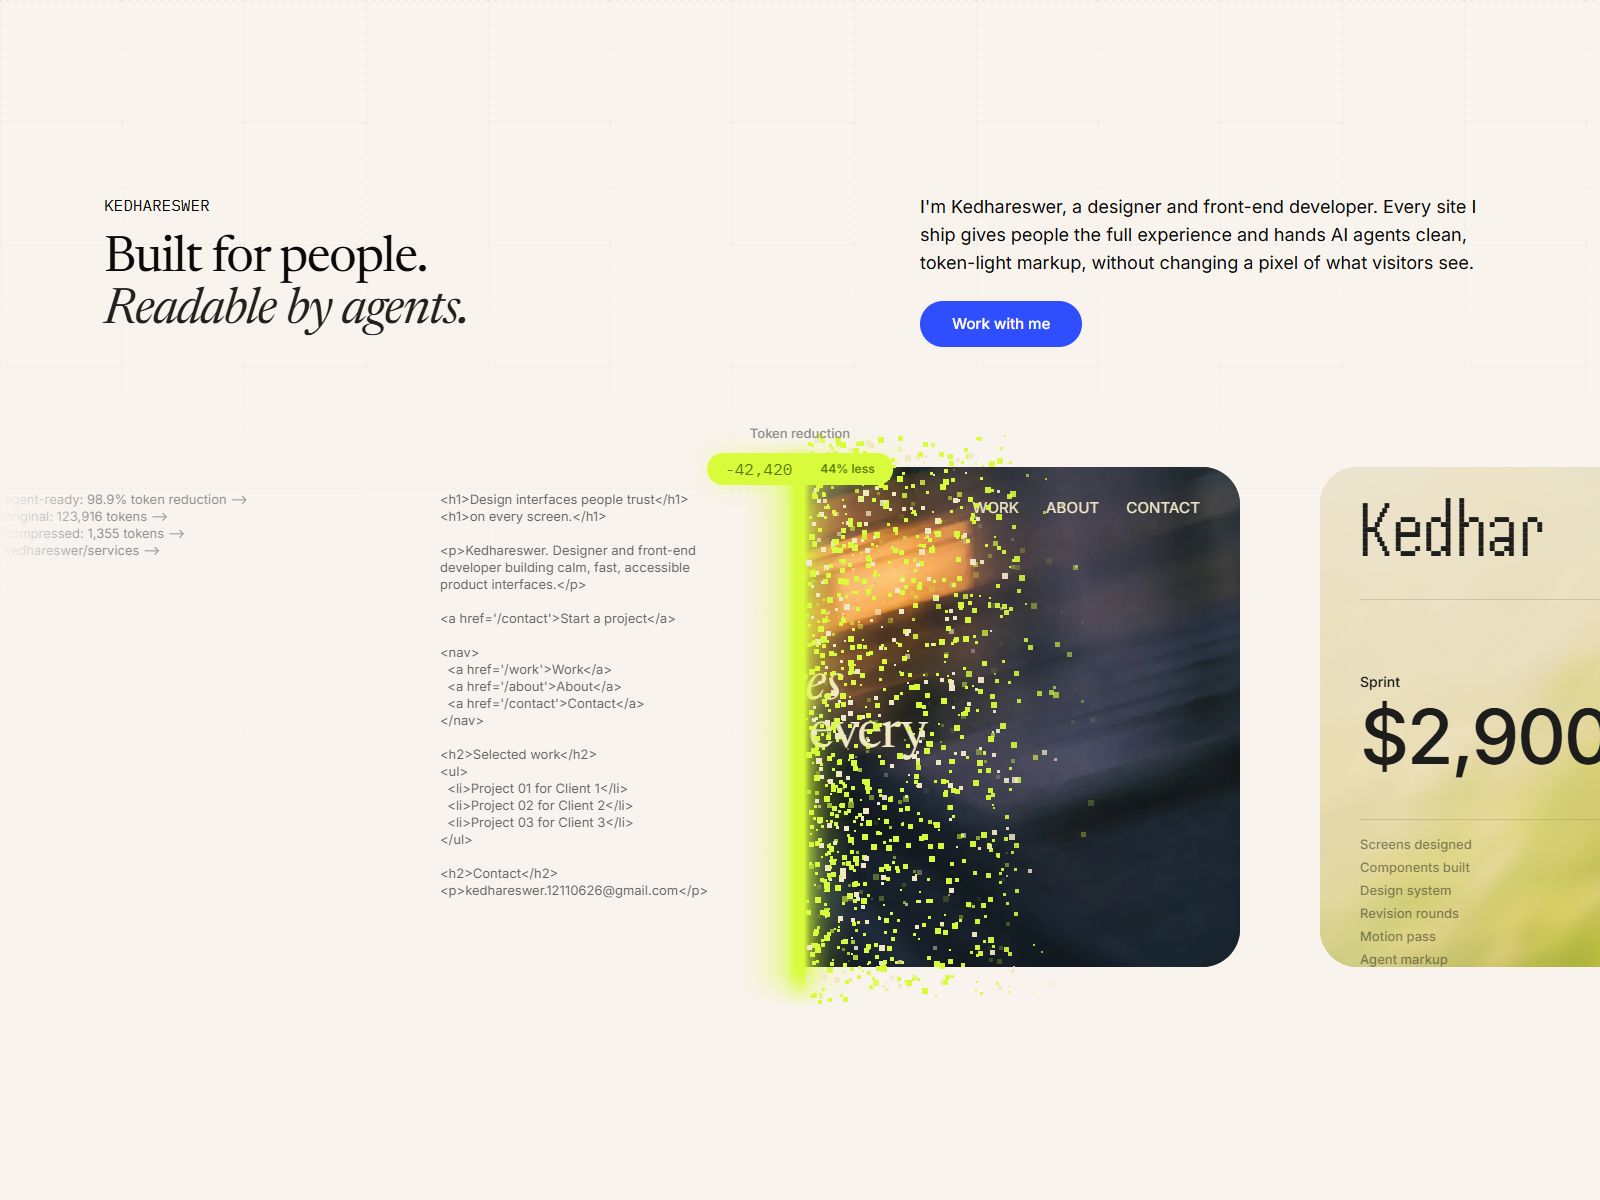 KEDHARESWER
Built for people.
Readable by agents.
I'm Kedhareswer, a designer and front-end developer. Every site I
ship gives people the full experience and hands AI agents clean,
token-light markup, without changing a pixel of what visitors see.
Work with me
Token reduction
-42,420 44% less
agent-ready: 98.9% token reduction →
original: 123,916 tokens →
compressed: 1,355 tokens →
kedhareswer/services →
<h1>Design interfaces people trust</h1>
<h1>on every screen.</h1>
<p>Kedhareswer. Designer and front-end
developer building calm, fast, accessible
product interfaces.</p>
<a href='/contact'>Start a project</a>
<nav>
<a href='/work'>Work</a>
<a href='/about'>About</a>
<a href='/contact'>Contact</a>
</nav>
<h2>Selected work</h2>
<ul>
<li>Project 01 for Client 1</li>
<li>Project 02 for Client 2</li>
<li>Project 03 for Client 3</li>
</ul>
<h2>Contact</h2>
<p>kedhareswer.12110626@gmail.com</p>
WORK ABOUT CONTACT
es
every
Kedhar
Sprint
$2,900
Screens designed
Components built
Design system
Revision rounds
Motion pass
Agent markup